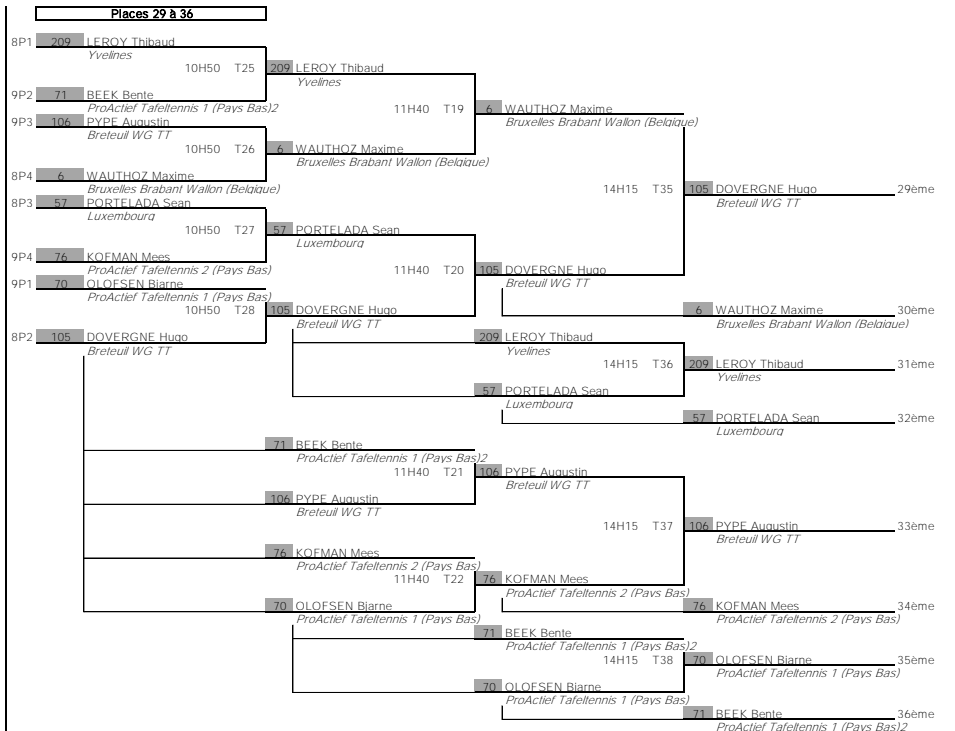 Places 29 à 36
8P1 209 LEROY Thibaud
Yvelines
10H50 T25 209 LEROY Thibaud
Yvelines
9P2 71 BEEK Bente
ProActief Tafeltennis 1 (Pays Bas)2
11H40 T19 6 WAUTHOZ Maxime
Bruxelles Brabant Wallon (Belgique)
9P3 106 PYPE Augustin
Breteuil WG TT
10H50 T26 6 WAUTHOZ Maxime
Bruxelles Brabant Wallon (Belgique)
8P4 6 WAUTHOZ Maxime
Bruxelles Brabant Wallon (Belgique)
14H15 T35 105 DOVERGNE Hugo 29ème
Breteuil WG TT
8P3 57 PORTELADA Sean
Luxembourg
10H50 T27 57 PORTELADA Sean
Luxembourg
9P4 76 KOFMAN Mees
ProActief Tafeltennis 2 (Pays Bas)
11H40 T20 105 DOVERGNE Hugo
Breteuil WG TT
9P1 70 OLOFSEN Bjarne
ProActief Tafeltennis 1 (Pays Bas)
10H50 T28 105 DOVERGNE Hugo
Breteuil WG TT
6 WAUTHOZ Maxime 30ème
Bruxelles Brabant Wallon (Belgique)
8P2 105 DOVERGNE Hugo
Breteuil WG TT
209 LEROY Thibaud
Yvelines
14H15 T36 209 LEROY Thibaud 31ème
Yvelines
57 PORTELADA Sean
Luxembourg
57 PORTELADA Sean 32ème
Luxembourg
71 BEEK Bente
ProActief Tafeltennis 1 (Pays Bas)2
11H40 T21 106 PYPE Augustin
Breteuil WG TT
106 PYPE Augustin
Breteuil WG TT
14H15 T37 106 PYPE Augustin 33ème
Breteuil WG TT
76 KOFMAN Mees
ProActief Tafeltennis 2 (Pays Bas)
11H40 T22 76 KOFMAN Mees
ProActief Tafeltennis 2 (Pays Bas)
70 OLOFSEN Bjarne
ProActief Tafeltennis 1 (Pays Bas)
76 KOFMAN Mees 34ème
ProActief Tafeltennis 2 (Pays Bas)
71 BEEK Bente
ProActief Tafeltennis 1 (Pays Bas)2
14H15 T38 70 OLOFSEN Bjarne 35ème
ProActief Tafeltennis 1 (Pays Bas)
70 OLOFSEN Bjarne
ProActief Tafeltennis 1 (Pays Bas)
71 BEEK Bente 36ème
ProActief Tafeltennis 1 (Pays Bas)2